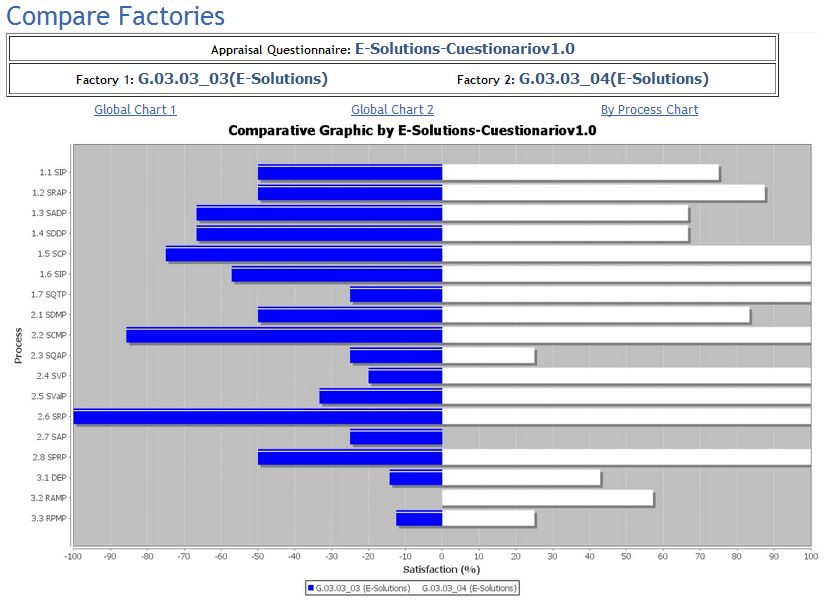 Compare Factories
Appraisal Questionnaire: E-Solutions-Cuestionariov1.0
Factory 1: G.03.03_03(E-Solutions) Factory 2: G.03.03_04(E-Solutions)
Global Chart 1 Global Chart 2 By Process Chart
Comparative Graphic by E-Solutions-Cuestionariov1.0
Process
1.1 SIP
1.2 SRAP
1.3 SADP
1.4 SDDP
1.5 SCP
1.6 SIP
1.7 SQTP
2.1 SDMP
2.2 SCMP
2.3 SQAP
2.4 SVP
2.5 SValP
2.6 SRP
2.7 SAP
2.8 SPRP
3.1 DEP
3.2 RAMP
3.3 RPMP
-100 -90 -80 -70 -60 -50 -40 -30 -20 -10 0 10 20 30 40 50 60 70 80 90 100
Satisfaction (%)
G.03.03_03 (E-Solutions) G.03.03_04 (E-Solutions)